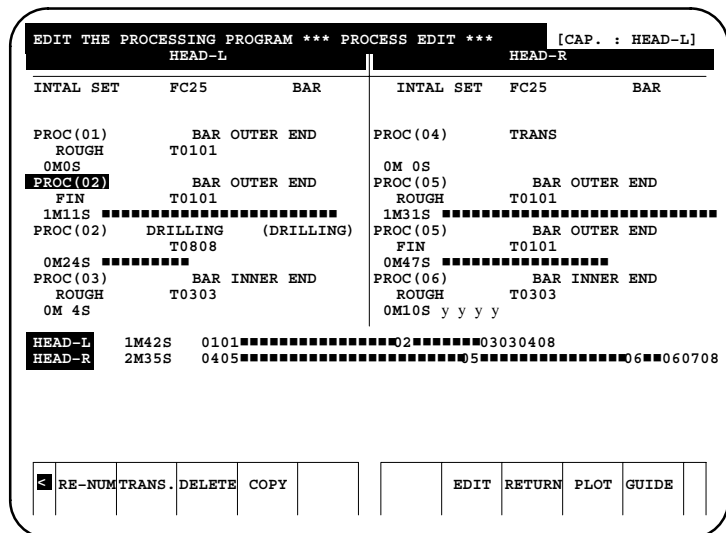 EDIT THE PROCESSING PROGRAM *** PROCESS EDIT *** [CAP. : HEAD-L]
HEAD-L HEAD-R
INTAL SET FC25 BAR INTAL SET FC25 BAR
PROC(01) BAR OUTER END PROC(04) TRANS
ROUGH T0101
0M0S 0M 0S
PROC(02) BAR OUTER END PROC(05) BAR OUTER END
FIN T0101 ROUGH T0101
1M11S ■■■■■■■■■■■■■■■■■■■■■■■■ 1M31S ■■■■■■■■■■■■■■■■■■■■■■■■■■■■
PROC(02) DRILLING (DRILLING) PROC(05) BAR OUTER END
T0808 FIN T0101
0M24S ■■■■■■■■■ 0M47S ■■■■■■■■■■■■■■■■■
PROC(03) BAR INNER END PROC(06) BAR INNER END
ROUGH T0303 ROUGH T0303
0M 4S 0M10S y y y y
HEAD-L 1M42S 0101■■■■■■■■■■■■■■■■02■■■■■■■03030408
HEAD-R 2M35S 0405■■■■■■■■■■■■■■■■■■■■■■■05■■■■■■■■■■■■■■■06■■060708
< RE-NUM TRANS. DELETE COPY EDIT RETURN PLOT GUIDE